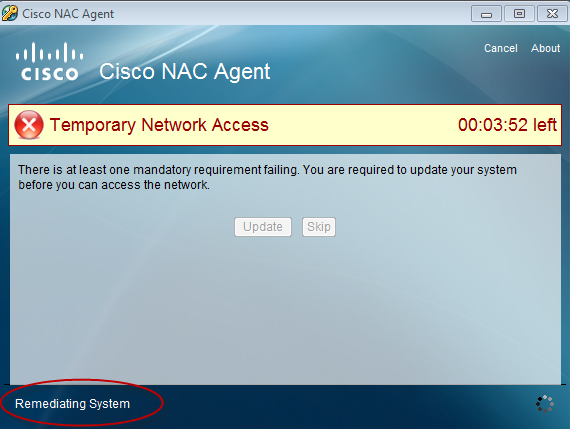 Cisco NAC Agent
Cancel About
CISCO
Cisco NAC Agent
Temporary Network Access 00:03:52 left
There is at least one mandatory requirement failing. You are required to update your system
before you can access the network.
Update Skip
Remediating System